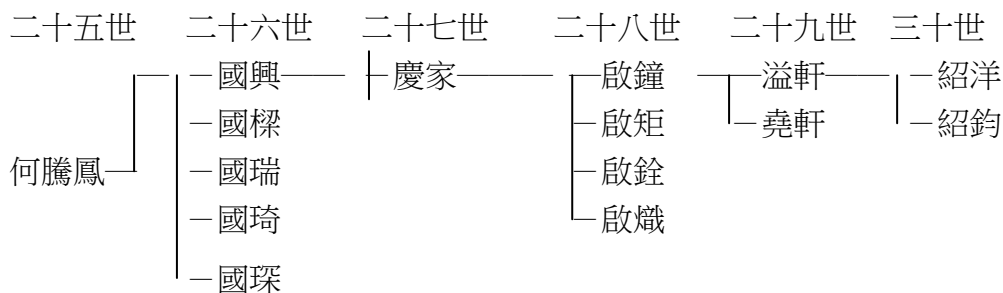 二十五世 二十六世 二十七世 二十八世 二十九世 三十世
國興 慶家 啟鐘 溢軒 紹洋
國樑 啟矩 堯軒 紹鈞
何騰鳳 國瑞 啟銓
國琦 啟熾
國琛